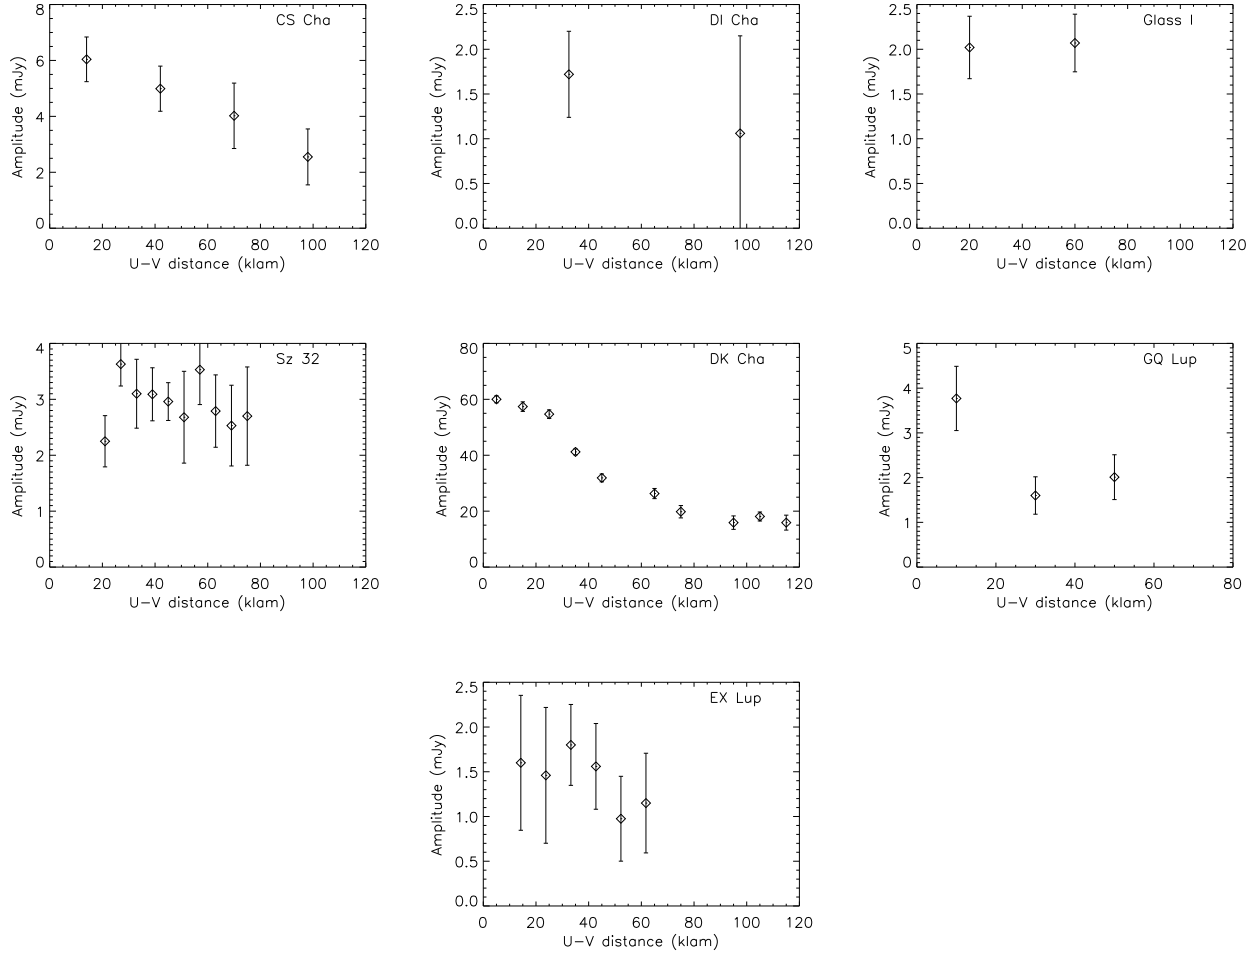 CS Cha
Amplitude (mJy)
8
6
4
2
0
0 20 40 60 80 100 120
U-V distance (klam)
DI Cha
Amplitude (mJy)
2.5
2.0
1.5
1.0
0.5
0.0
0 20 40 60 80 100 120
U-V distance (klam)
Glass I
Amplitude (mJy)
2.5
2.0
1.5
1.0
0.5
0.0
0 20 40 60 80 100 120
U-V distance (klam)
Sz 32
Amplitude (mJy)
4
3
2
1
0
0 20 40 60 80 100 120
U-V distance (klam)
DK Cha
Amplitude (mJy)
80
60
40
20
0
0 20 40 60 80 100 120
U-V distance (klam)
GQ Lup
Amplitude (mJy)
5
4
3
2
1
0
0 20 40 60 80
U-V distance (klam)
EX Lup
Amplitude (mJy)
2.5
2.0
1.5
1.0
0.5
0.0
0 20 40 60 80 100 120
U-V distance (klam)